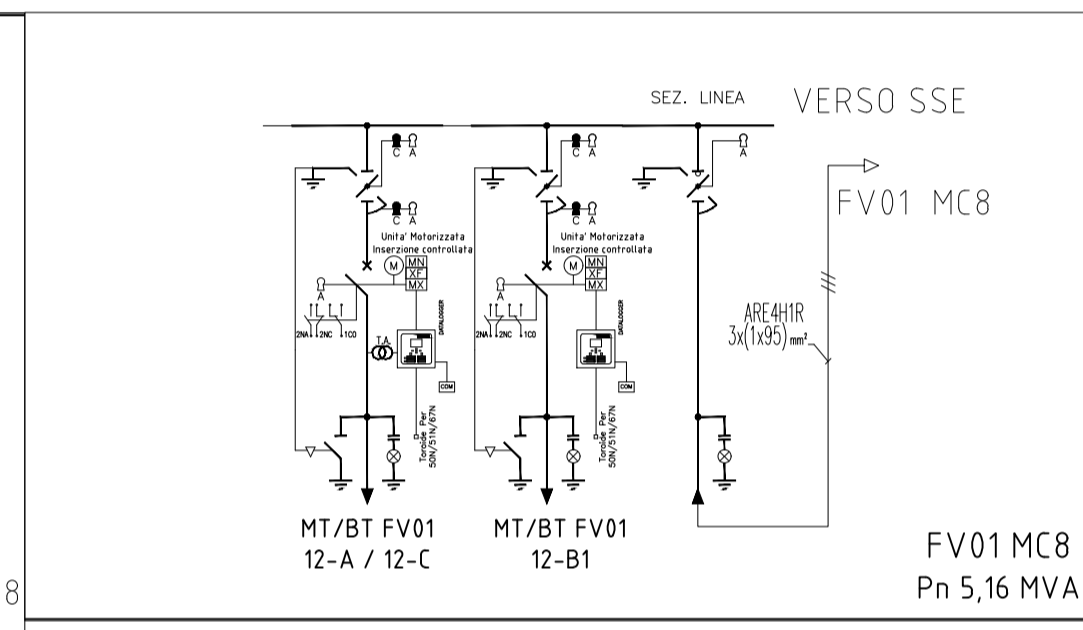 SEZ. LINEA
VERSO SSE
C A
C A
A
C A
C A
Unita' Motorizzata
Inserzione controllata
Unita' Motorizzata
Inserzione controllata
FV01 MC8
M
MN
XF
MX
M
MN
XF
MX
A
A
DATALOGGER
DATALOGGER
2NA 2NC 1CO
T.A.
2NA 2NC 1CO
ARE4H1R
3x(1x95)mm²
COM
COM
Toroide Per
50N/51N/67N
Toroide Per
50N/51N/67N
MT/BT FV01
12-A / 12-C
MT/BT FV01
12-B1
FV01 MC8
Pn 5,16 MVA
8